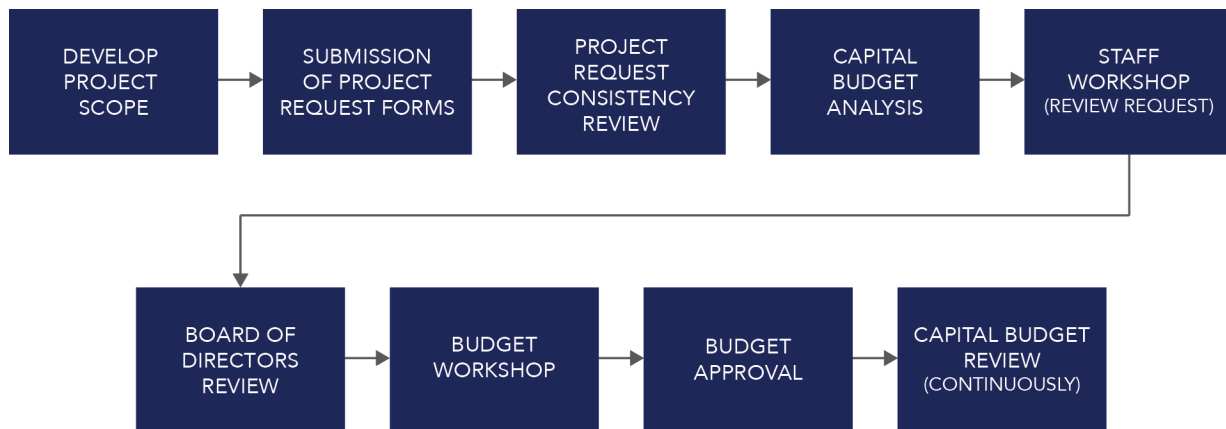 DEVELOP
PROJECT
SCOPE
SUBMISSION
OF PROJECT
REQUEST FORMS
PROJECT
REQUEST
CONSISTENCY
REVIEW
CAPITAL
BUDGET
ANALYSIS
STAFF
WORKSHOP
(REVIEW REQUEST)
BOARD OF
DIRECTORS
REVIEW
BUDGET
WORKSHOP
BUDGET
APPROVAL
CAPITAL BUDGET
REVIEW
(CONTINUOUSLY)